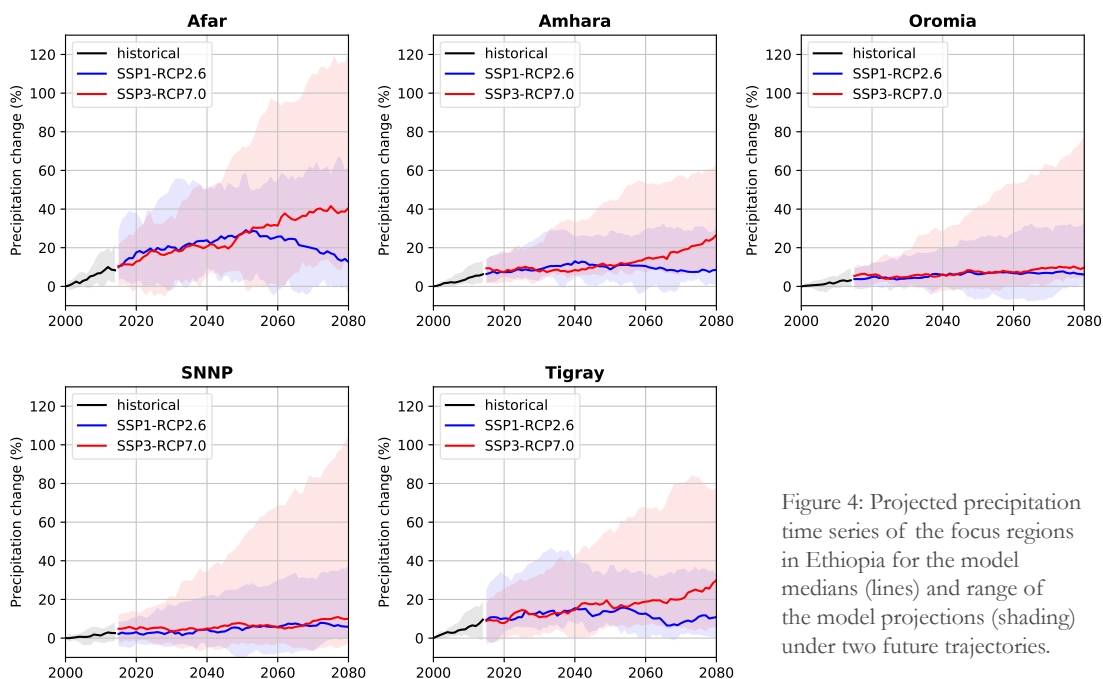 Afar
Precipitation change (%)
120
100
80
60
40
20
0
historical
SSP1-RCP2.6
SSP3-RCP7.0
2000 2020 2040 2060 2080
Amhara
Precipitation change (%)
120
100
80
60
40
20
0
historical
SSP1-RCP2.6
SSP3-RCP7.0
2000 2020 2040 2060 2080
Oromia
Precipitation change (%)
120
100
80
60
40
20
0
historical
SSP1-RCP2.6
SSP3-RCP7.0
2000 2020 2040 2060 2080
SNNP
Precipitation change (%)
120
100
80
60
40
20
0
historical
SSP1-RCP2.6
SSP3-RCP7.0
2000 2020 2040 2060 2080
Tigray
Precipitation change (%)
120
100
80
60
40
20
0
historical
SSP1-RCP2.6
SSP3-RCP7.0
2000 2020 2040 2060 2080
Figure 4: Projected precipitation
time series of the focus regions
in Ethiopia for the model
medians (lines) and range of
the model projections (shading)
under two future trajectories.